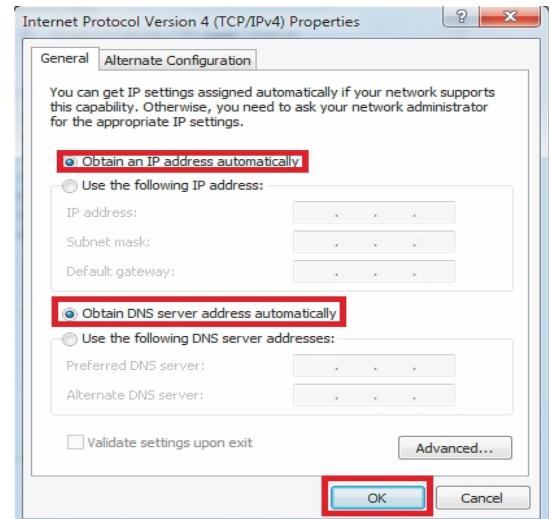 Internet Protocol Version 4 (TCP/IPv4) Properties
General
Alternate Configuration
You can get IP settings assigned automatically if your network supports
this capability. Otherwise, you need to ask your network administrator
for the appropriate IP settings.
Obtain an IP address automatically
Use the following IP address:
IP address:
Subnet mask:
Default gateway:
Obtain DNS server address automatically
Use the following DNS server addresses:
Preferred DNS server:
Alternate DNS server:
Validate settings upon exit
Advanced...
OK
Cancel